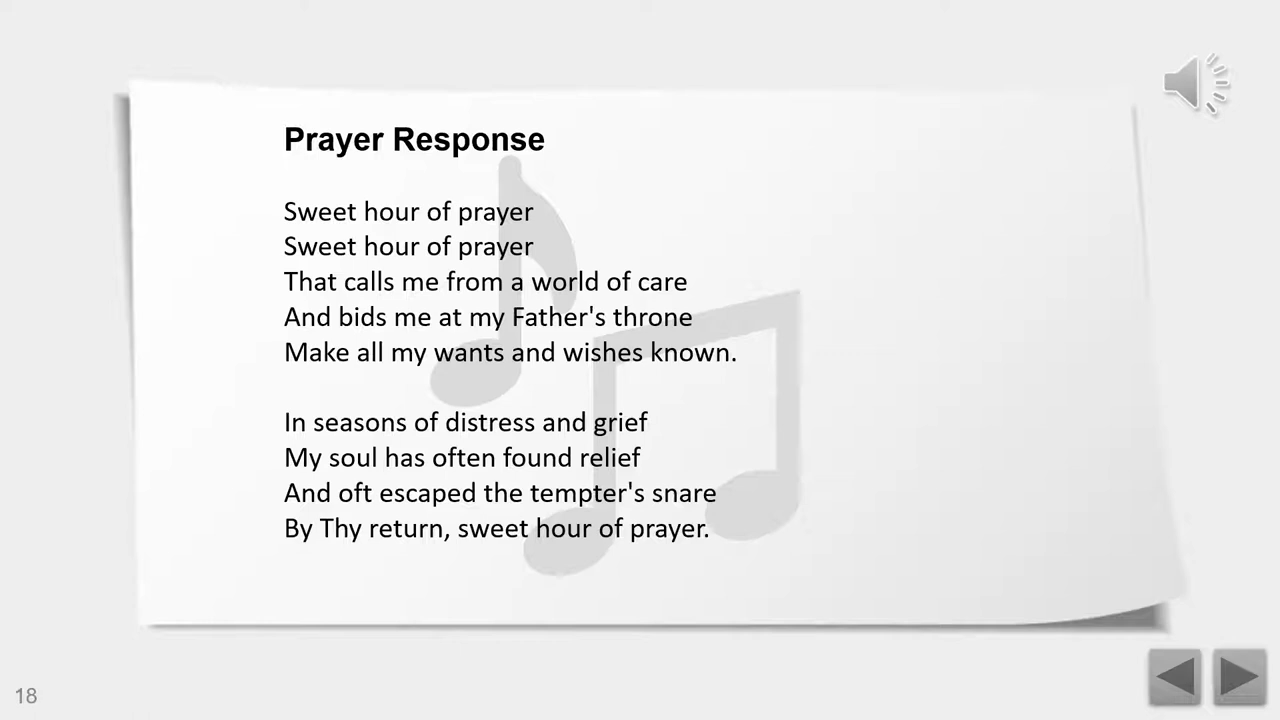 Prayer Response
Sweet hour of prayer
Sweet hour of prayer
That calls me from a world of care
And bids me at my Father's throne
Make all my wants and wishes known.
In seasons of distress and grief
My soul has often found relief
And oft escaped the tempter's snare
By Thy return, sweet hour of prayer.
18